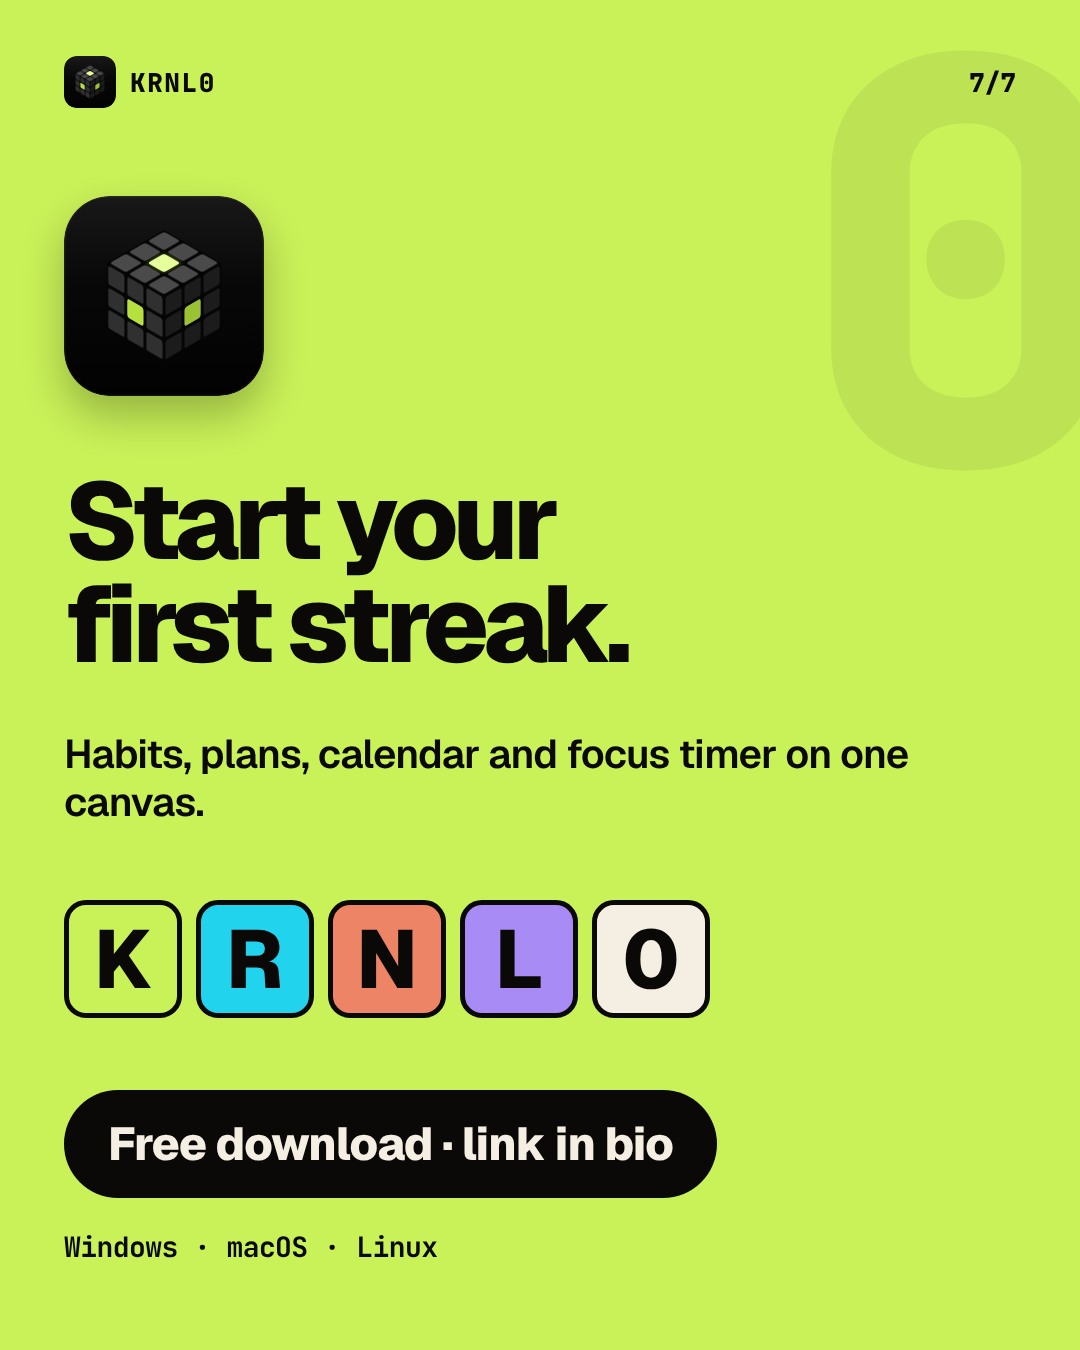 KRNL0
7/7
Start your
first streak.
Habits, plans, calendar and focus timer on one
canvas.
K R N L 0
Free download · link in bio
Windows · macOS · Linux